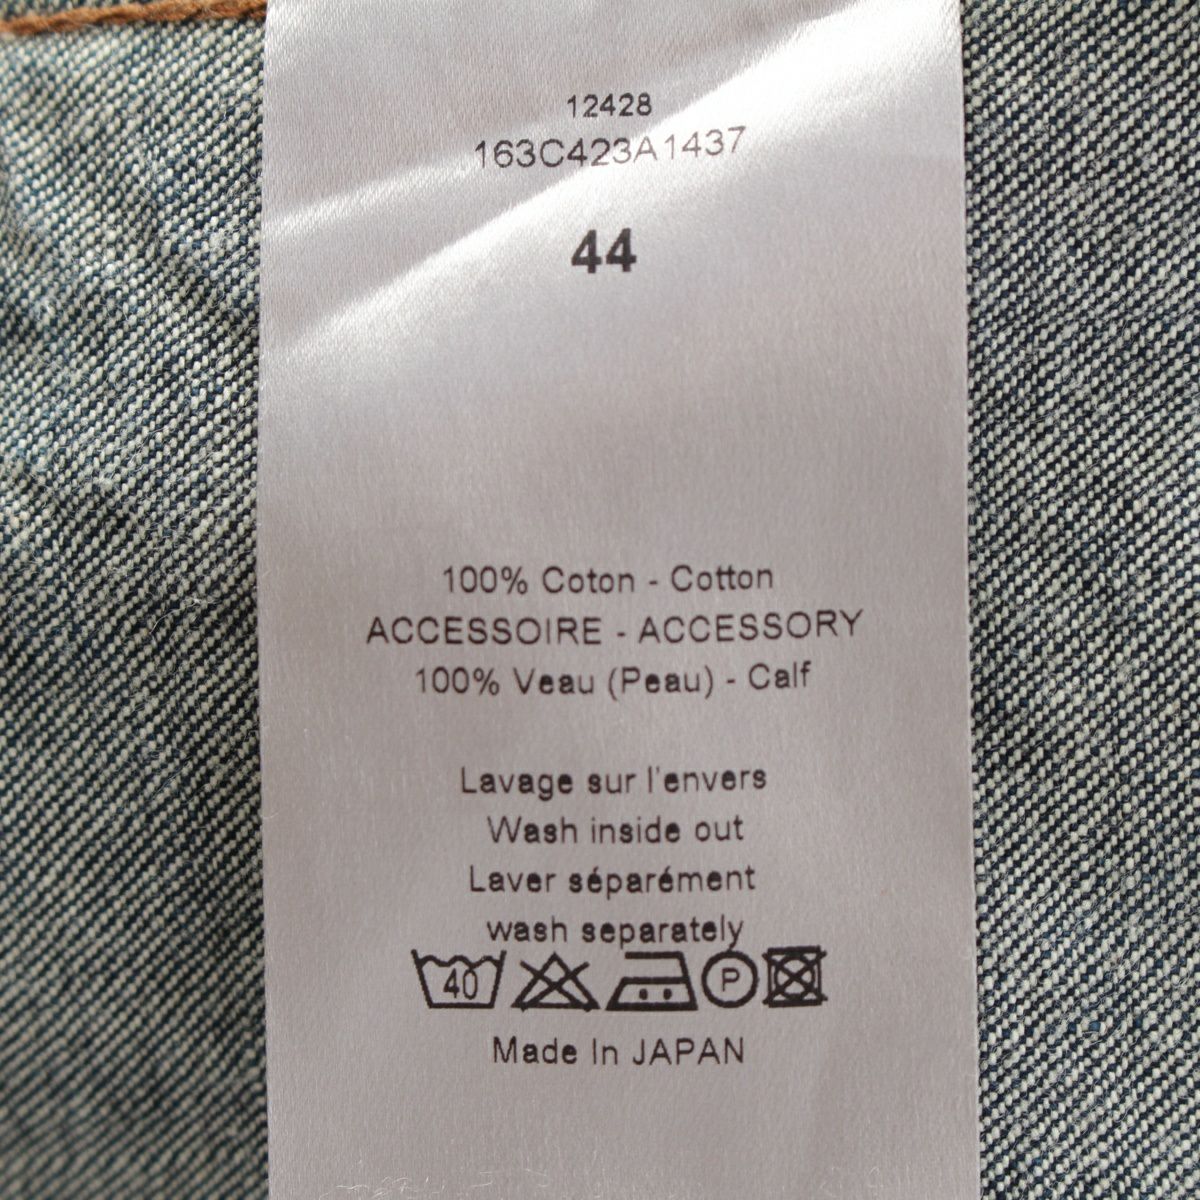 12428
163C423A1437
44
100% Coton - Cotton
ACCESSOIRE - ACCESSORY
100% Veau (Peau) - Calf
Lavage sur l'envers
Wash inside out
Laver séparément
wash separately
40 P
Made In JAPAN